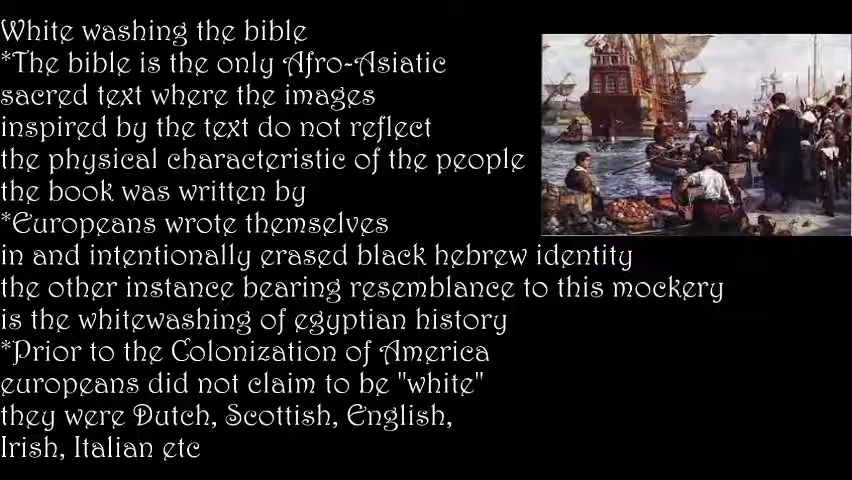 White washing the bible
*The bible is the only Afro-Asiatic
sacred text where the images
inspired by the text do not reflect
the physical characteristic of the people
the book was written by
*Europeans wrote themselves
in and intentionally erased black hebrew identity
the other instance bearing resemblance to this mockery
is the whitewashing of egyptian history
*Prior to the Colonization of America
europeans did not claim to be "white"
they were Dutch, Scottish, English,
Irish, Italian etc